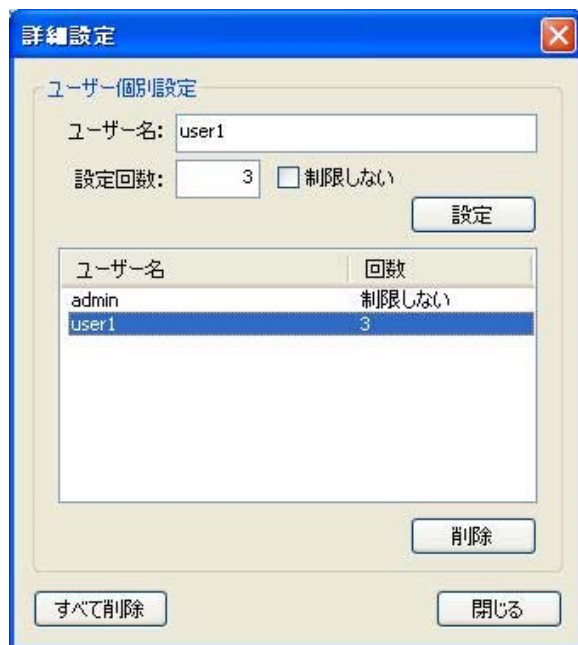 詳細設定
ユーザー個別設定
ユーザー名: user1
設定回数: 3 制限しない
設定
ユーザー名 回数
admin 制限しない
user1 3
削除
すべて削除 閉じる